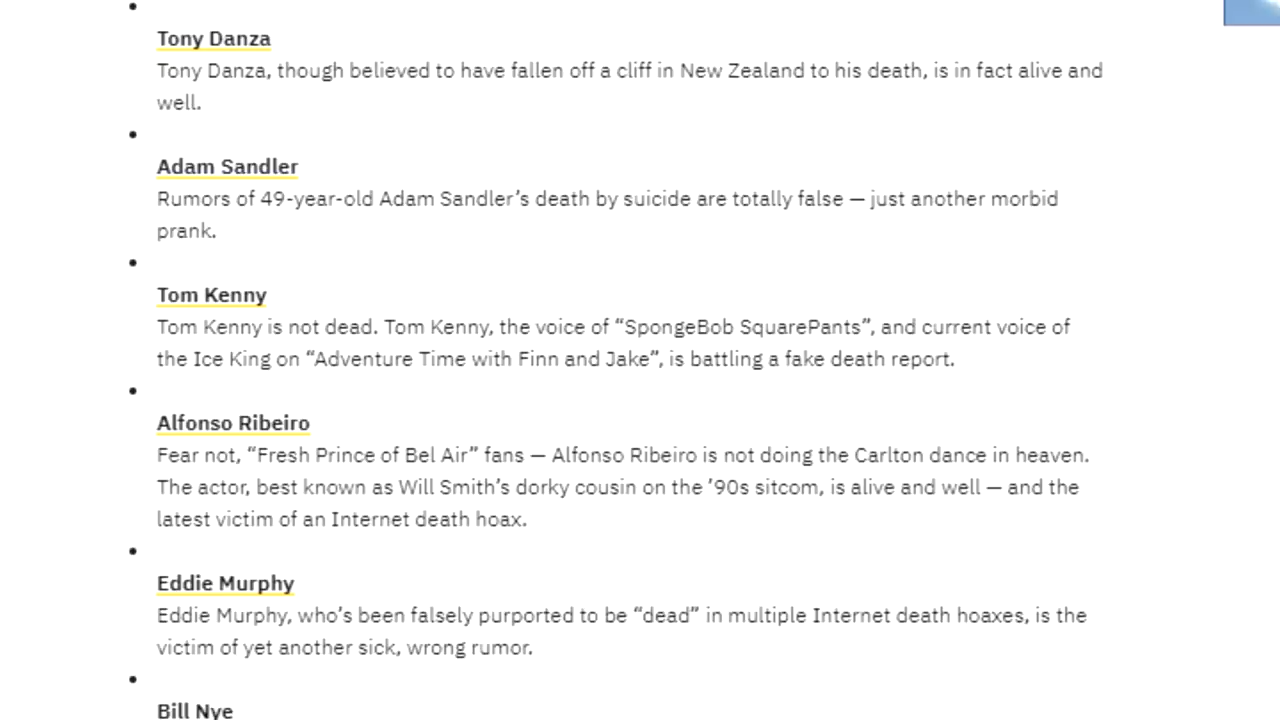 Tony Danza
Tony Danza, though believed to have fallen off a cliff in New Zealand to his death, is in fact alive and
well.
Adam Sandler
Rumors of 49-year-old Adam Sandler’s death by suicide are totally false — just another morbid
prank.
Tom Kenny
Tom Kenny is not dead. Tom Kenny, the voice of “SpongeBob SquarePants”, and current voice of
the Ice King on “Adventure Time with Finn and Jake”, is battling a fake death report.
Alfonso Ribeiro
Fear not, “Fresh Prince of Bel Air” fans — Alfonso Ribeiro is not doing the Carlton dance in heaven.
The actor, best known as Will Smith’s dorky cousin on the ’90s sitcom, is alive and well — and the
latest victim of an Internet death hoax.
Eddie Murphy
Eddie Murphy, who’s been falsely purported to be “dead” in multiple Internet death hoaxes, is the
victim of yet another sick, wrong rumor.
Bill Nye